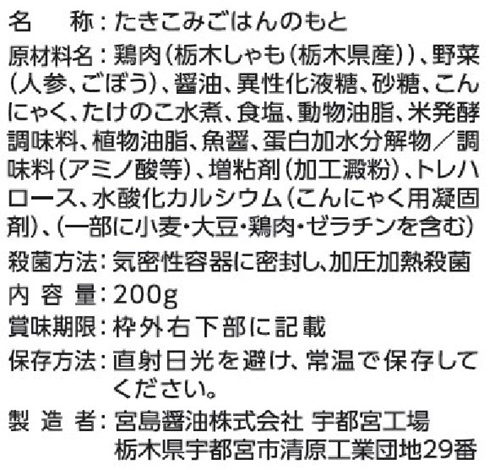 名称:たきこみごはんのもと
原材料名:鶏肉(栃木しゃも(栃木県産))、野菜
(人参、ごぼう)、醤油、異性化液糖、砂糖、こん
にゃく、たけのこ水煮、食塩、動物油脂、米発酵
調味料、植物油脂、魚醤、蛋白加水分解物/調
味料(アミノ酸等)、増粘剤(加工澱粉)、トレハ
ロース、水酸化カルシウム(こんにゃく用凝固
剤)、(一部に小麦・大豆・鶏肉・ゼラチンを含む)
殺菌方法:気密性容器に密封し、加圧加熱殺菌
内容量:200g
賞味期限:枠外右下部に記載
保存方法:直射日光を避け、常温で保存して
ください。
製造者:宮島醤油株式会社 宇都宮工場
栃木県宇都宮市清原工業団地29番